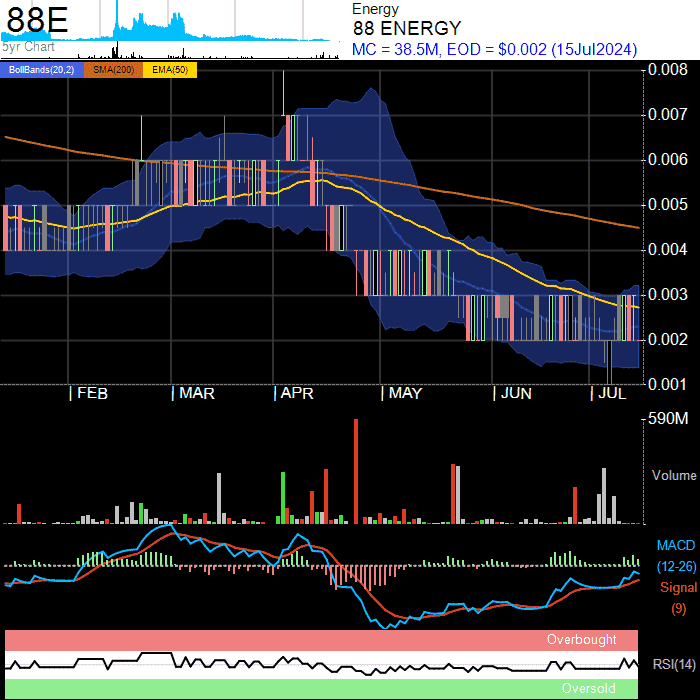 88E
5yr Chart
Energy
88 ENERGY
MC = 38.5M, EOD = $0.002 (15Jul2024)
BollBands(20,2) SMA(200) EMA(50)
0.008
0.007
0.006
0.005
0.004
0.003
0.002
0.001
FEB MAR APR MAY JUN JUL
590M
Volume
MACD
(12-26)
Signal
(9)
Overbought
RSI(14)
Oversold